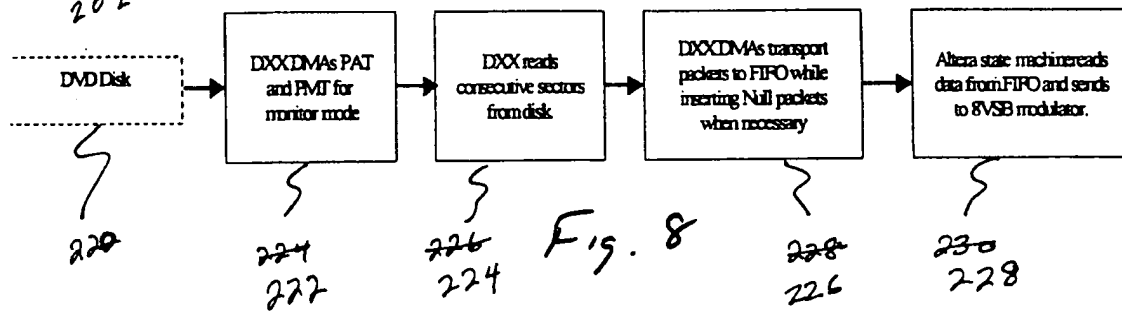 202
DVD Disk
DXX DMAs PAT
and PMT for
monitor mode
DXX reads
consecutive sectors
from disk.
DXX DMAs transport
packets to FIFO while
inserting Null packets
when necessary
Altera state machine reads
data from FIFO and sends
to 8VSB modulator.
220
224
222
226
224
Fig. 8
228
226
230
228